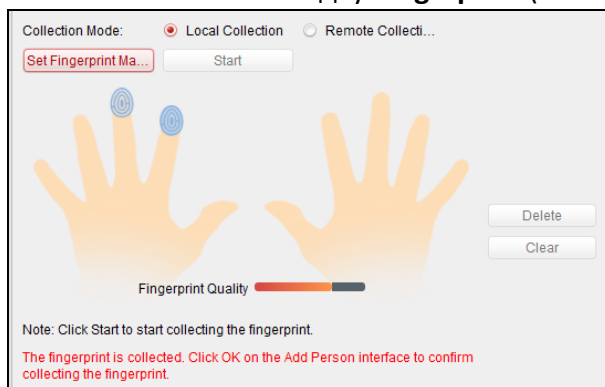 Collection Mode: Local Collection Remote Collecti...
Set Fingerprint Ma... Start
Delete
Clear
Fingerprint Quality
Note: Click Start to start collecting the fingerprint.
The fingerprint is collected. Click OK on the Add Person interface to confirm
collecting the fingerprint.